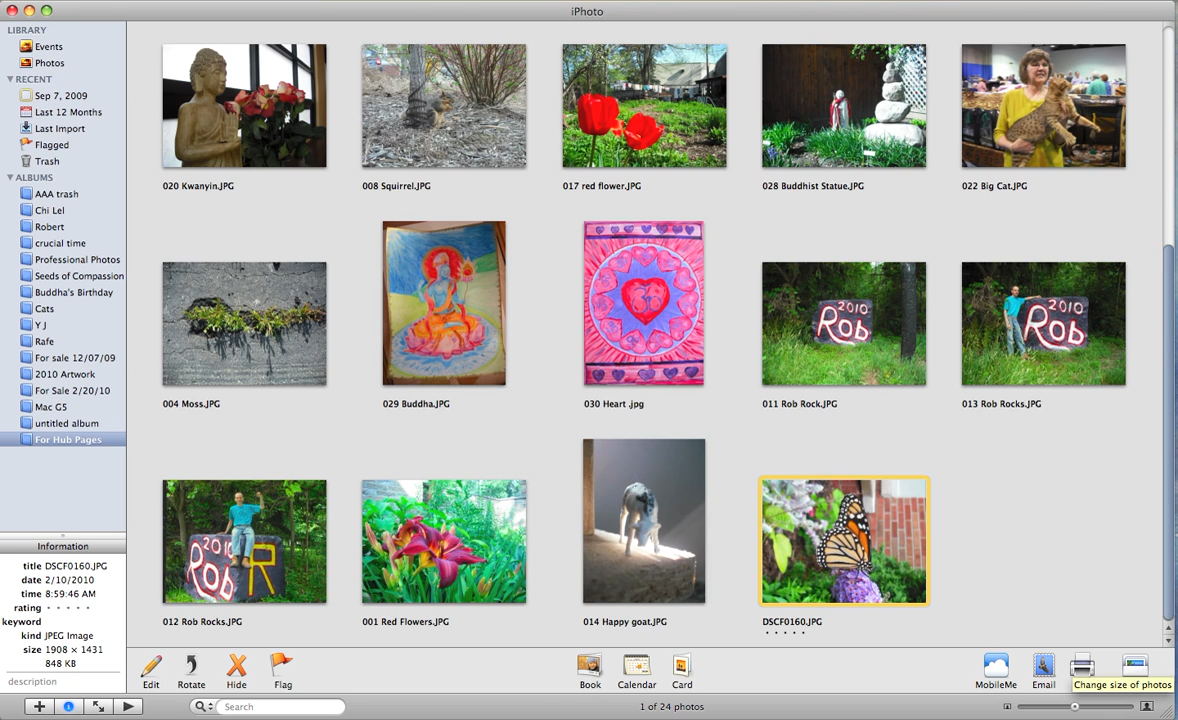 iPhoto
LIBRARY
Events
Photos
RECENT
Sep 7, 2009
Last 12 Months
Last Import
Flagged
Trash
ALBUMS
AAA trash
Chi Lel
Robert
crucial time
Professional Photos
Seeds of Compassion
Buddha's Birthday
Cats
Y J
Rafe
For sale 12/07/09
2010 Artwork
For Sale 2/20/10
Mac G5
untitled album
For Hub Pages
Information
title DSCF0160.JPG
date 2/10/2010
time 8:59:46 AM
rating
keyword
kind JPEG Image
size 1908 × 1431
848 KB
description
020 Kwanyin.JPG
008 Squirrel.JPG
017 red flower.JPG
028 Buddhist Statue.JPG
022 Big Cat.JPG
2010
Rob
2010
Rob
004 Moss.JPG
029 Buddha.JPG
030 Heart .jpg
011 Rob Rock.JPG
013 Rob Rocks.JPG
2010
Rob R
012 Rob Rocks.JPG
001 Red Flowers.JPG
014 Happy goat.JPG
DSCF0160.JPG
Edit
Rotate
Hide
Flag
Book
Calendar
Card
MobileMe
Email
Change size of photos
Search
1 of 24 photos